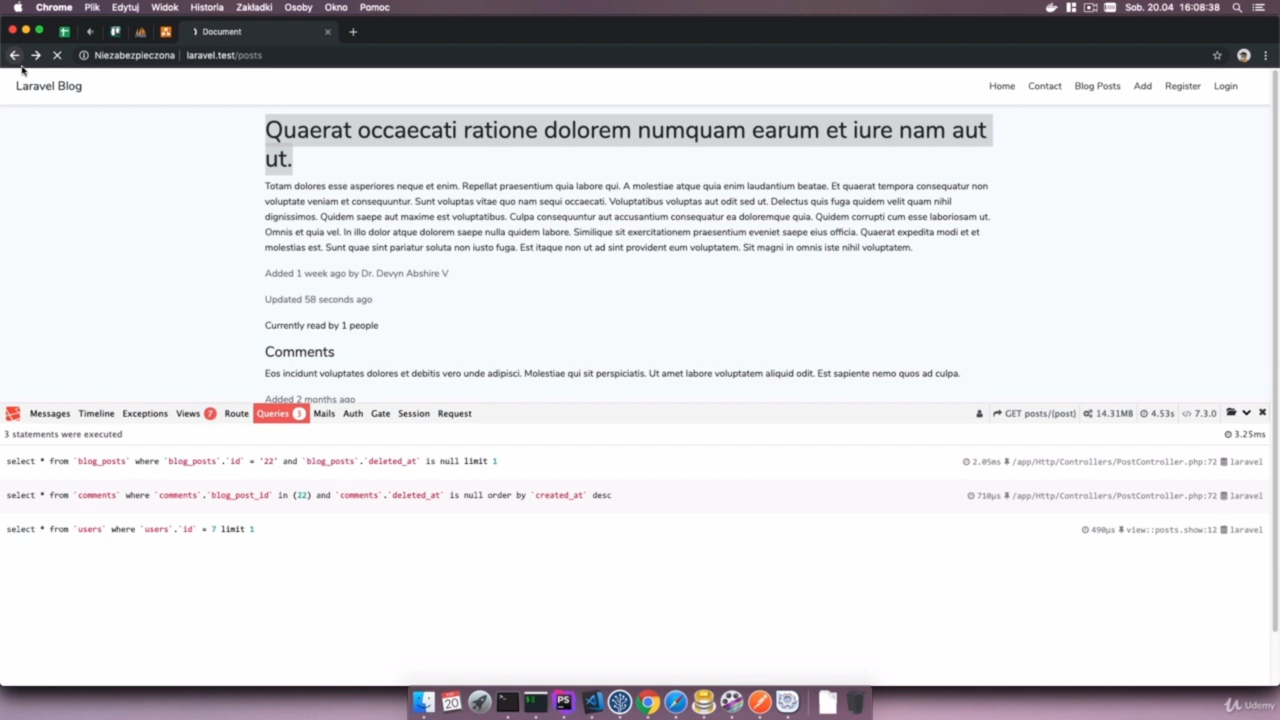 Chrome Plik Edytuj Widok Historia Zakładki Osoby Okno Pomoc Sob. 20.04 16:08:38
Document
Niezabezpieczona laravel.test/posts
Laravel Blog Home Contact Blog Posts Add Register Login
Quaerat occaecati ratione dolorem numquam earum et iure nam aut
ut.
Totam dolores esse asperiores neque et enim. Repellat praesentium quia labore qui. A molestiae atque quia enim laudantium beatae. Et quaerat tempora consequatur non
voluptate veniam et consequuntur. Sunt voluptas vitae quo nam sequi occaecati. Voluptatibus voluptas aut odit sed ut. Delectus quis fuga quidem velit quam nihil
dignissimos. Quidem saepe aut maxime est voluptatibus. Culpa consequuntur aut accusantium consequatur ea doloremque quia. Quidem corrupti cum esse laboriosam ut.
Omnis et quia vel. In illo dolor atque dolorem saepe nulla quidem labore. Similique sit exercitationem praesentium eveniet saepe eius officia. Quaerat expedita modi et et
molestias est. Sunt quae sint pariatur soluta non iusto fuga. Est itaque non ut ad sint provident eum voluptatem. Sit magni in omnis iste nihil voluptatem.
Added 1 week ago by Dr. Devyn Abshire V
Updated 58 seconds ago
Currently read by 1 people
Comments
Eos incidunt voluptates dolores et debitis vero unde adipisci. Molestiae qui sit perspiciatis. Ut amet labore voluptatem aliquid odit. Est sapiente nemo quos ad culpa.
Added 2 months ago
Messages Timeline Exceptions Views 7 Route Queries 3 Mails Auth Gate Session Request GET posts/{post} 14.31MB 4.53s 7.3.0
3 statements were executed 3.25ms
select * from `blog_posts` where `blog_posts`.`id` = '22' and `blog_posts`.`deleted_at` is null limit 1 2.05ms /app/Http/Controllers/PostController.php:72 laravel
select * from `comments` where `comments`.`blog_post_id` in (22) and `comments`.`deleted_at` is null order by `created_at` desc 710μs /app/Http/Controllers/PostController.php:72 laravel
select * from `users` where `users`.`id` = 7 limit 1 490μs view::posts.show:12 laravel
20 PS
Udemy